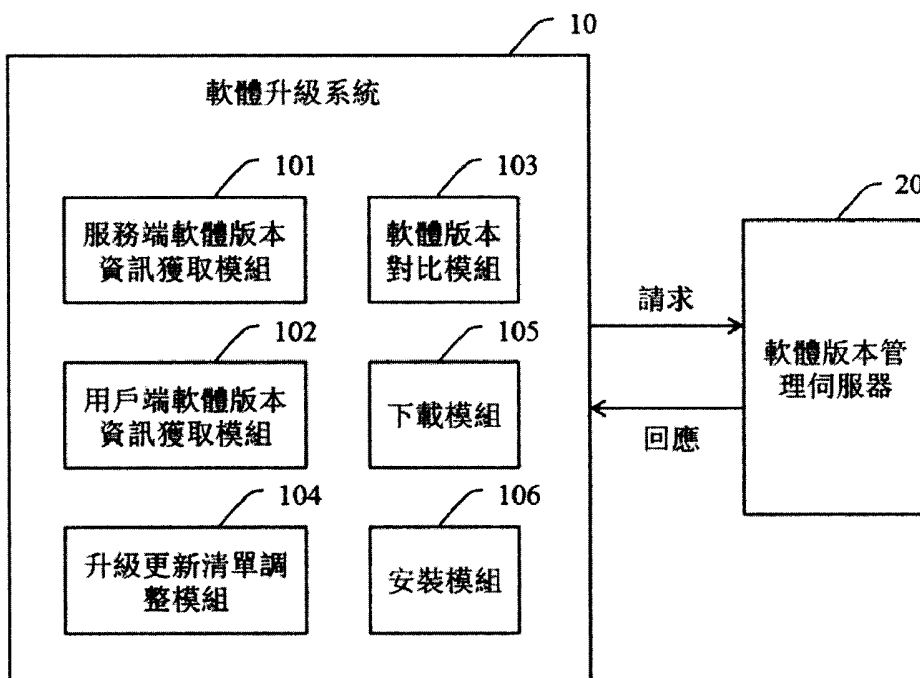 10
軟體升級系統
101
服務端軟體版本
資訊獲取模組
103
軟體版本
對比模組
20
請求
軟體版本管
理伺服器
回應
102
用戶端軟體版本
資訊獲取模組
105
下載模組
104
升級更新清單調
整模組
106
安裝模組